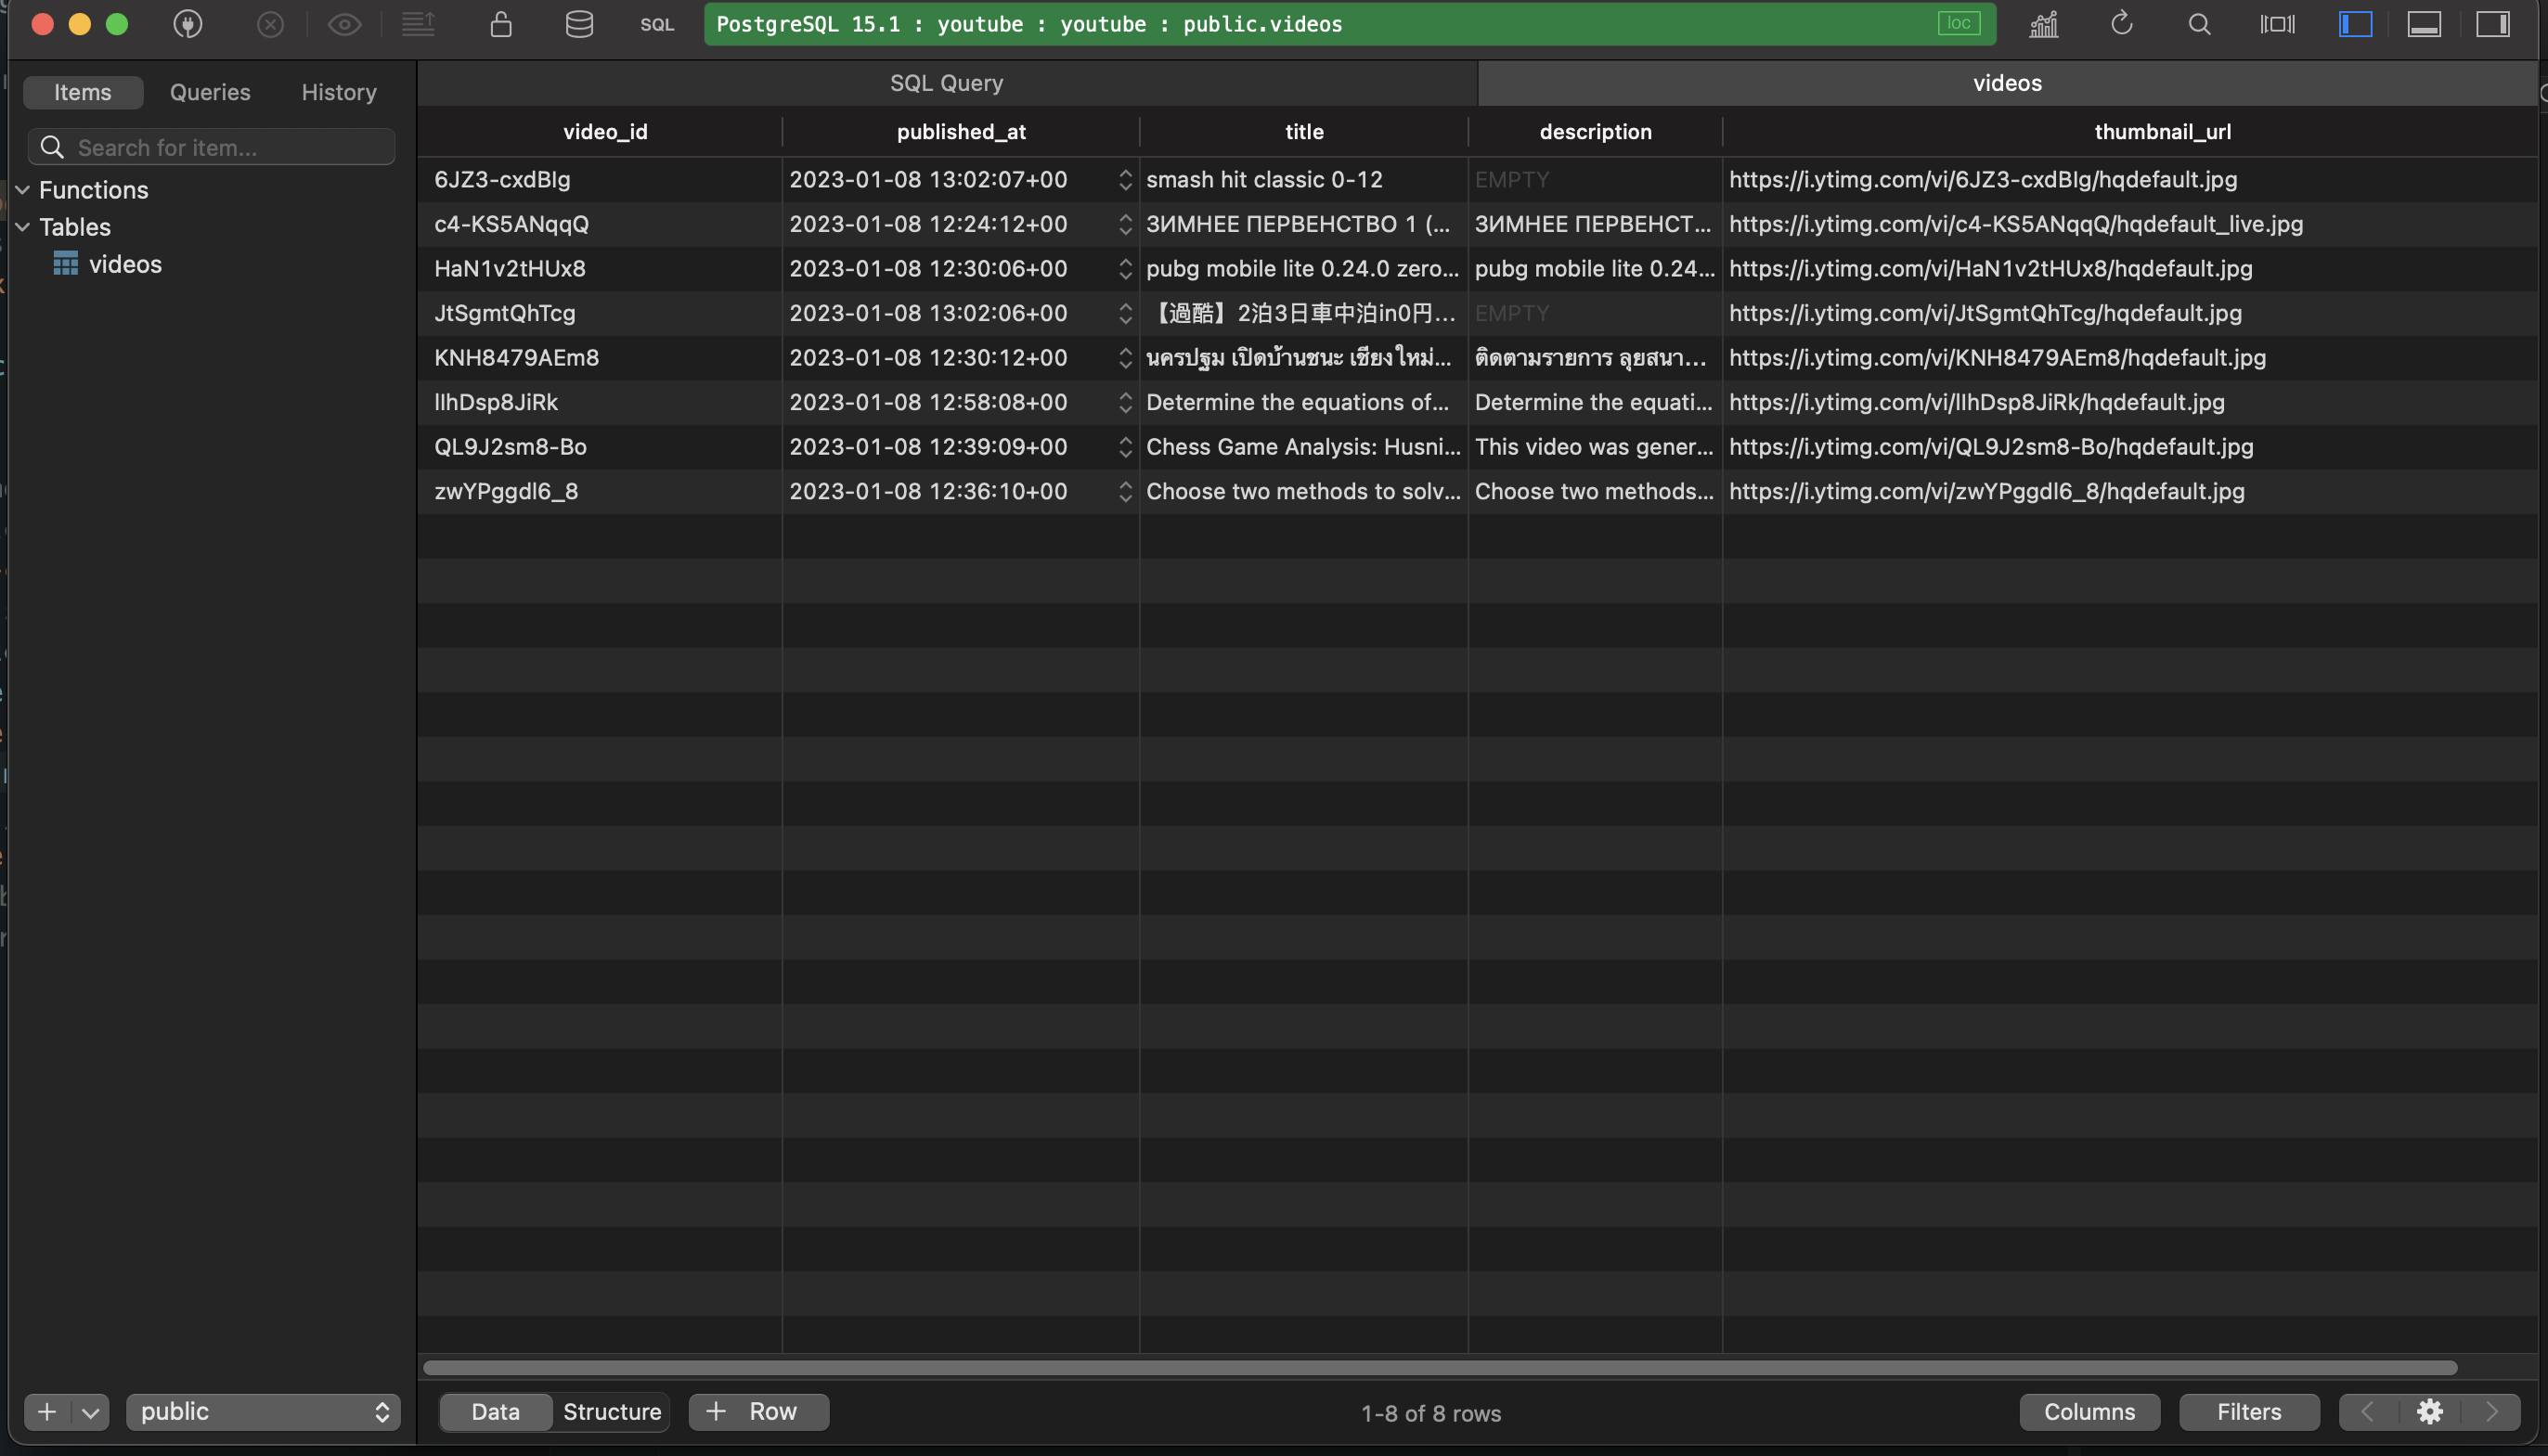 SQL
PostgreSQL 15.1 : youtube : youtube : public.videos
loc
Items Queries History
Search for item...
Functions
Tables
videos
SQL Query videos
video_id published_at title description thumbnail_url
6JZ3-cxdBlg 2023-01-08 13:02:07+00 smash hit classic 0-12 EMPTY https://i.ytimg.com/vi/6JZ3-cxdBlg/hqdefault.jpg
c4-KS5ANqqQ 2023-01-08 12:24:12+00 ЗИМНЕЕ ПЕРВЕНСТВО 1 (... ЗИМНЕЕ ПЕРВЕНСТ... https://i.ytimg.com/vi/c4-KS5ANqqQ/hqdefault_live.jpg
HaN1v2tHUx8 2023-01-08 12:30:06+00 pubg mobile lite 0.24.0 zero... pubg mobile lite 0.24... https://i.ytimg.com/vi/HaN1v2tHUx8/hqdefault.jpg
JtSgmtQhTcg 2023-01-08 13:02:06+00 【過酷】2泊3日車中泊in0円... EMPTY https://i.ytimg.com/vi/JtSgmtQhTcg/hqdefault.jpg
KNH8479AEm8 2023-01-08 12:30:12+00 นครปฐม เปิดบ้านชนะ เชียงใหม่... ติดตามรายการ ลุยสนา... https://i.ytimg.com/vi/KNH8479AEm8/hqdefault.jpg
llhDsp8JiRk 2023-01-08 12:58:08+00 Determine the equations of... Determine the equati... https://i.ytimg.com/vi/llhDsp8JiRk/hqdefault.jpg
QL9J2sm8-Bo 2023-01-08 12:39:09+00 Chess Game Analysis: Husni... This video was gener... https://i.ytimg.com/vi/QL9J2sm8-Bo/hqdefault.jpg
zwYPggdl6_8 2023-01-08 12:36:10+00 Choose two methods to solv... Choose two methods... https://i.ytimg.com/vi/zwYPggdl6_8/hqdefault.jpg
public Data Structure + Row 1-8 of 8 rows Columns Filters